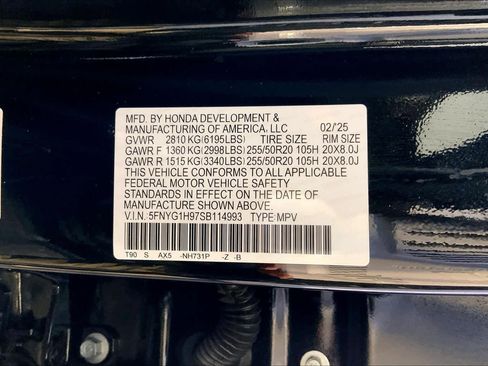 MFD. BY HONDA DEVELOPMENT &
MANUFACTURING OF AMERICA, LLC 02/'25
GVWR 2810 KG(6195LBS) TIRE SIZE RIM SIZE
GAWR F 1360 KG(2998LBS) 255/50R20 105H 20X8.0J
GAWR R 1515 KG(3340LBS) 255/50R20 105H 20X8.0J
THIS VEHICLE CONFORMS TO ALL APPLICABLE
FEDERAL MOTOR VEHICLE SAFETY
STANDARDS IN EFFECT ON THE DATE OF
MANUFACTURE SHOWN ABOVE.
V.I.N. 5FNYG1H97SB114993 TYPE: MPV
T90 S AX5 -NH731P -Z -B